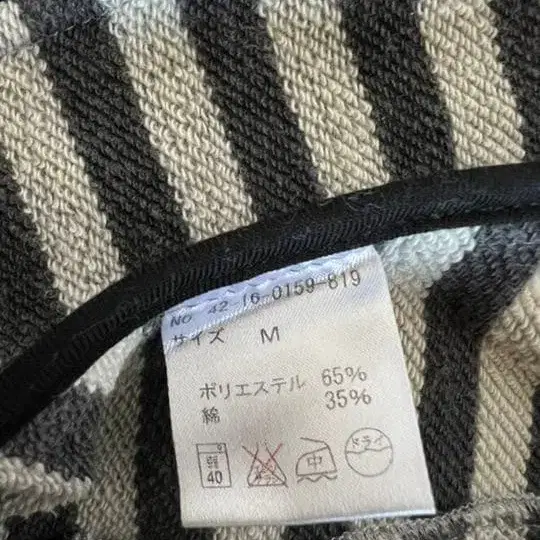 NO 42 16 0159-819
サイズ M
ポリエステル 65%
綿 35%
弱 40 中 ドライ